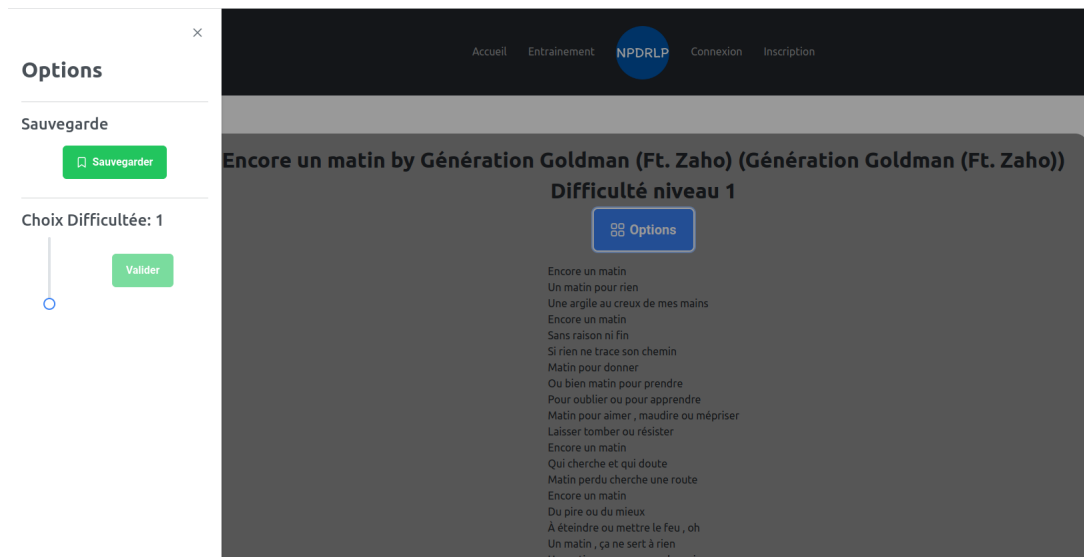 Options
Sauvegarde
Sauvegarder
Choix Difficultée: 1
Valider
Accueil Entrainement NPDRLP Connexion Inscription
Encore un matin by Génération Goldman (Ft. Zaho) (Génération Goldman (Ft. Zaho))
Difficulté niveau 1
Options
Encore un matin
Un matin pour rien
Une argile au creux de mes mains
Encore un matin
Sans raison ni fin
Si rien ne trace son chemin
Matin pour donner
Ou bien matin pour prendre
Pour oublier ou pour apprendre
Matin pour aimer , maudire ou mépriser
Laisser tomber ou résister
Encore un matin
Qui cherche et qui doute
Matin perdu cherche une route
Encore un matin
Du pire ou du mieux
À éteindre ou mettre le feu , oh
Un matin , ça ne sert à rien